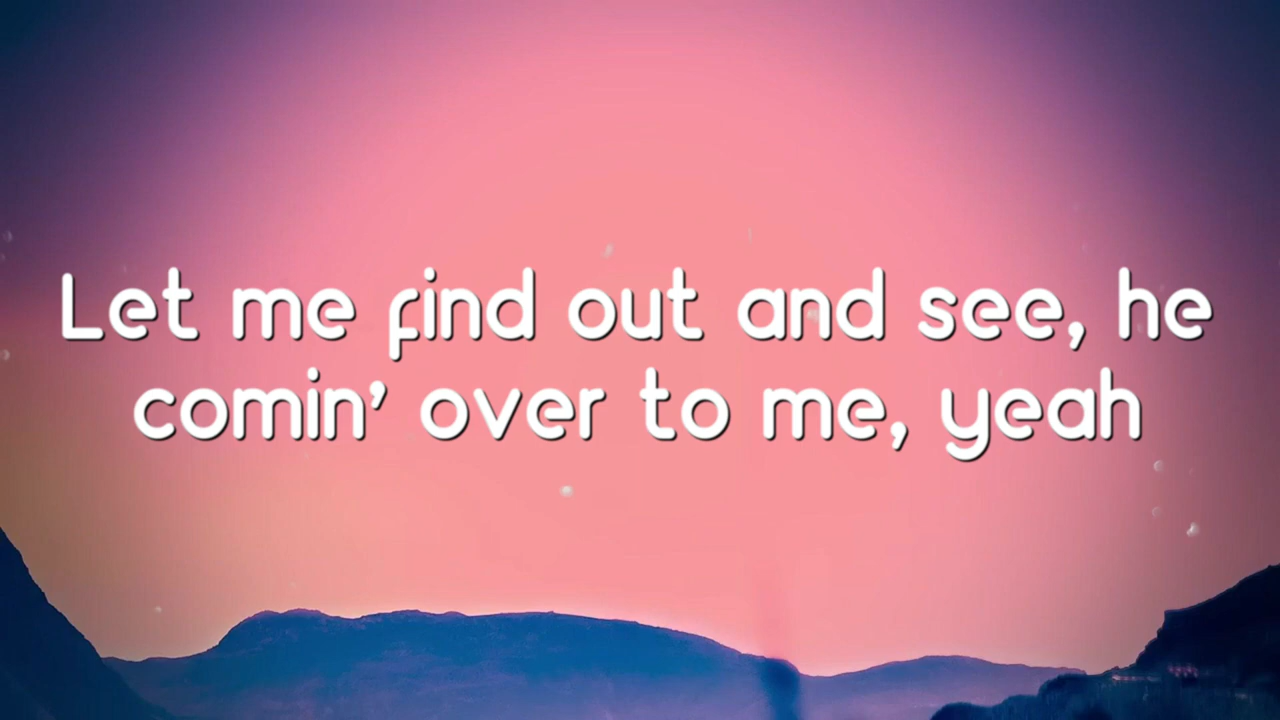 Let me find out and see, he
comin' over to me, yeah